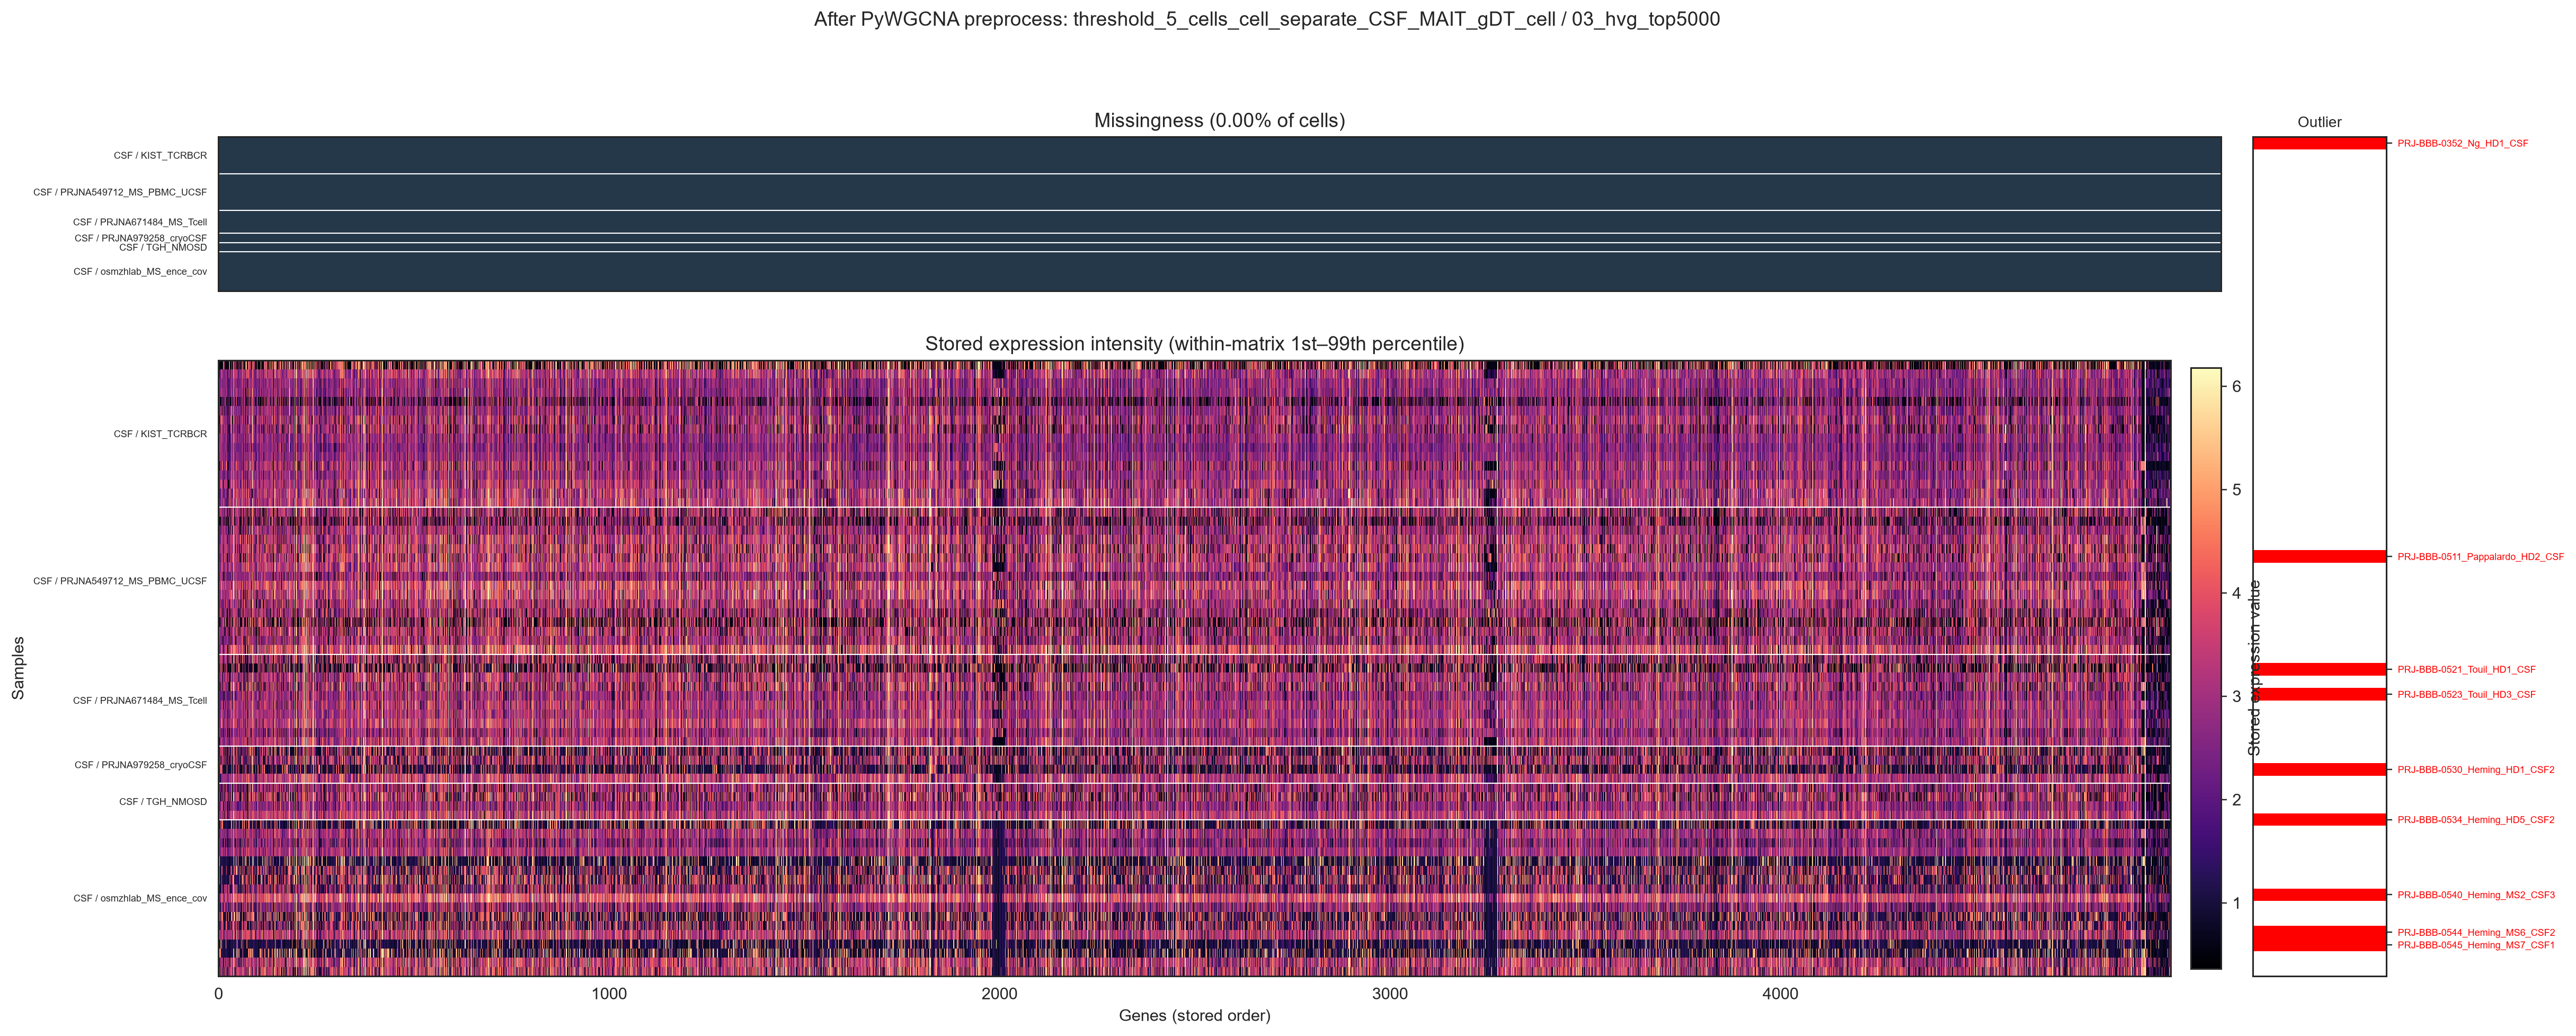 After PyWGCNA preprocess: threshold_5_cells_cell_separate_CSF_MAIT_gDT_cell / 03_hvg_top5000
Missingness (0.00% of cells)
Outlier
CSF / KIST_TCRBCR
CSF / PRJNA549712_MS_PBMC_UCSF
CSF / PRJNA671484_MS_Tcell
CSF / PRJNA979258_cryoCSF
CSF / TGH_NMOSD
CSF / osmzhlab_MS_ence_cov
Stored expression intensity (within-matrix 1st–99th percentile)
Samples
CSF / KIST_TCRBCR
CSF / PRJNA549712_MS_PBMC_UCSF
CSF / PRJNA671484_MS_Tcell
CSF / PRJNA979258_cryoCSF
CSF / TGH_NMOSD
CSF / osmzhlab_MS_ence_cov
0 1000 2000 3000 4000
Genes (stored order)
6
5
4
3
2
1
Stored expression value
PRJ-BBB-0352_Ng_HD1_CSF
PRJ-BBB-0511_Pappalardo_HD2_CSF
PRJ-BBB-0521_Touil_HD1_CSF
PRJ-BBB-0523_Touil_HD3_CSF
PRJ-BBB-0530_Heming_HD1_CSF2
PRJ-BBB-0534_Heming_HD5_CSF2
PRJ-BBB-0540_Heming_MS2_CSF3
PRJ-BBB-0544_Heming_MS6_CSF2
PRJ-BBB-0545_Heming_MS7_CSF1